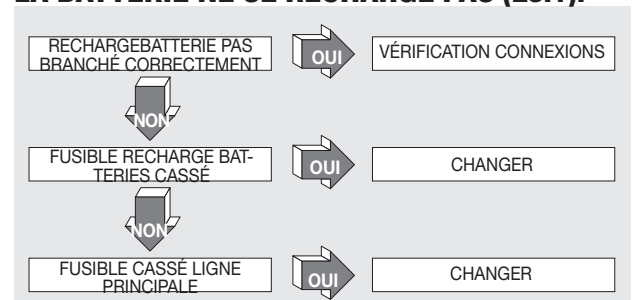 LA BATTERIE NE SE RECHARGE PAS (ES/T):
RECHARGEBATTERIE PAS
BRANCHÉ CORRECTEMENT
OUI
VÉRIFICATION CONNEXIONS
NON
FUSIBLE RECHARGE BAT-
TERIES CASSÉ
OUI
CHANGER
NON
FUSIBLE CASSÉ LIGNE
PRINCIPALE
OUI
CHANGER